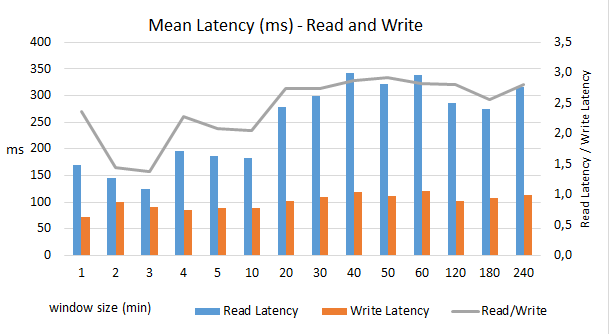 Mean Latency (ms) - Read and Write
400
350
300
250
200
150
100
50
0
ms
3,5
3,0
2,5
2,0
1,5
1,0
0,5
0,0
Read Latency / Write Latency
1 2 3 4 5 10 20 30 40 50 60 120 180 240
window size (min)
Read Latency Write Latency Read/Write